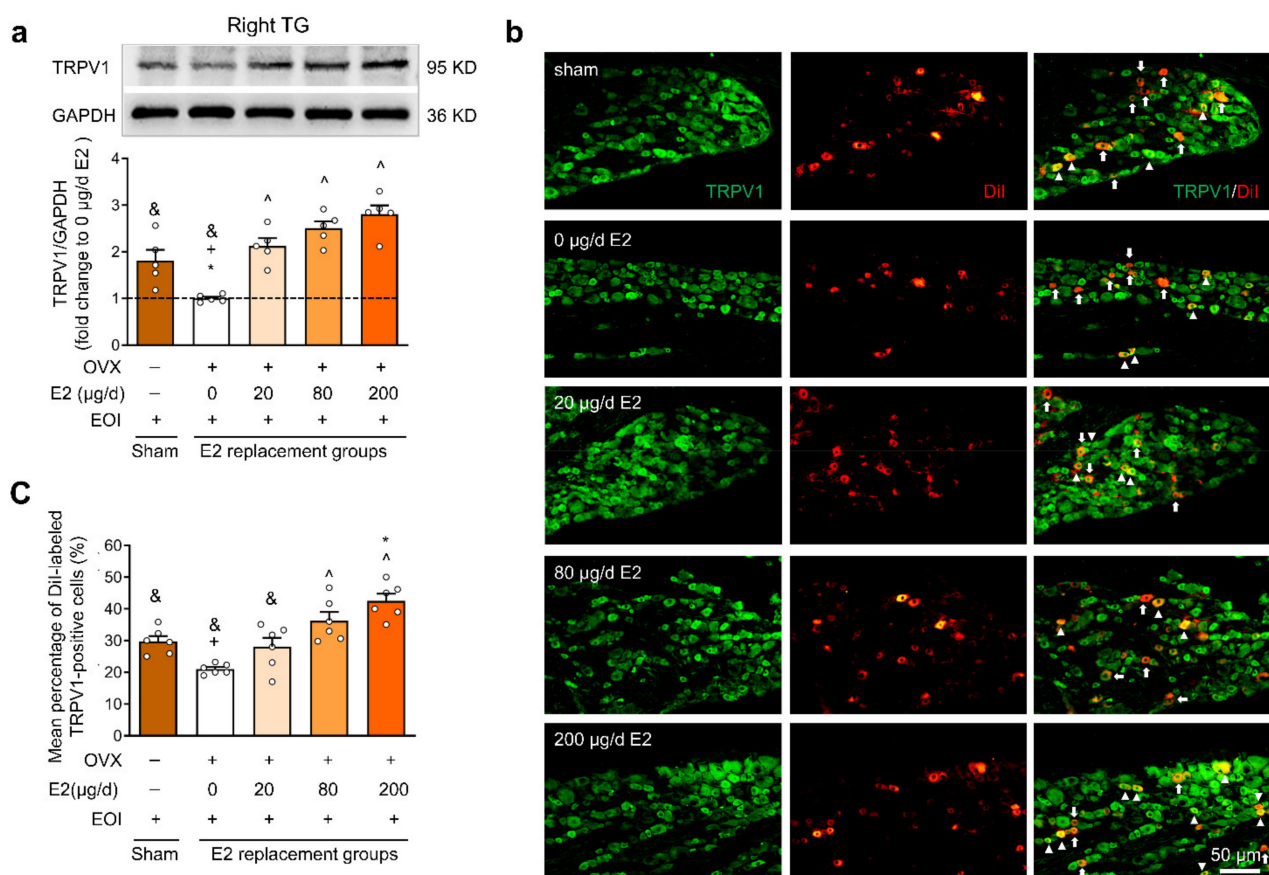 a
Right TG
TRPV1
95 KD
GAPDH
36 KD
TRPV1/GAPDH
(fold change to 0 µg/d E2 )
4
3
2
1
0
&
&
+
*
^
^
^
OVX – + + + +
E2 (µg/d) – 0 20 80 200
EOI + + + + +
Sham E2 replacement groups
C
Mean percentage of Dil-labeled
TRPV1-positive cells (%)
60
50
40
30
20
10
0
&
&
+
&
^
*
^
OVX – + + + +
E2(µg/d) – 0 20 80 200
EOI + + + + +
Sham E2 replacement groups
b
sham
TRPV1
Dil
TRPV1/Dil
0 µg/d E2
20 µg/d E2
80 µg/d E2
200 µg/d E2
50 µm